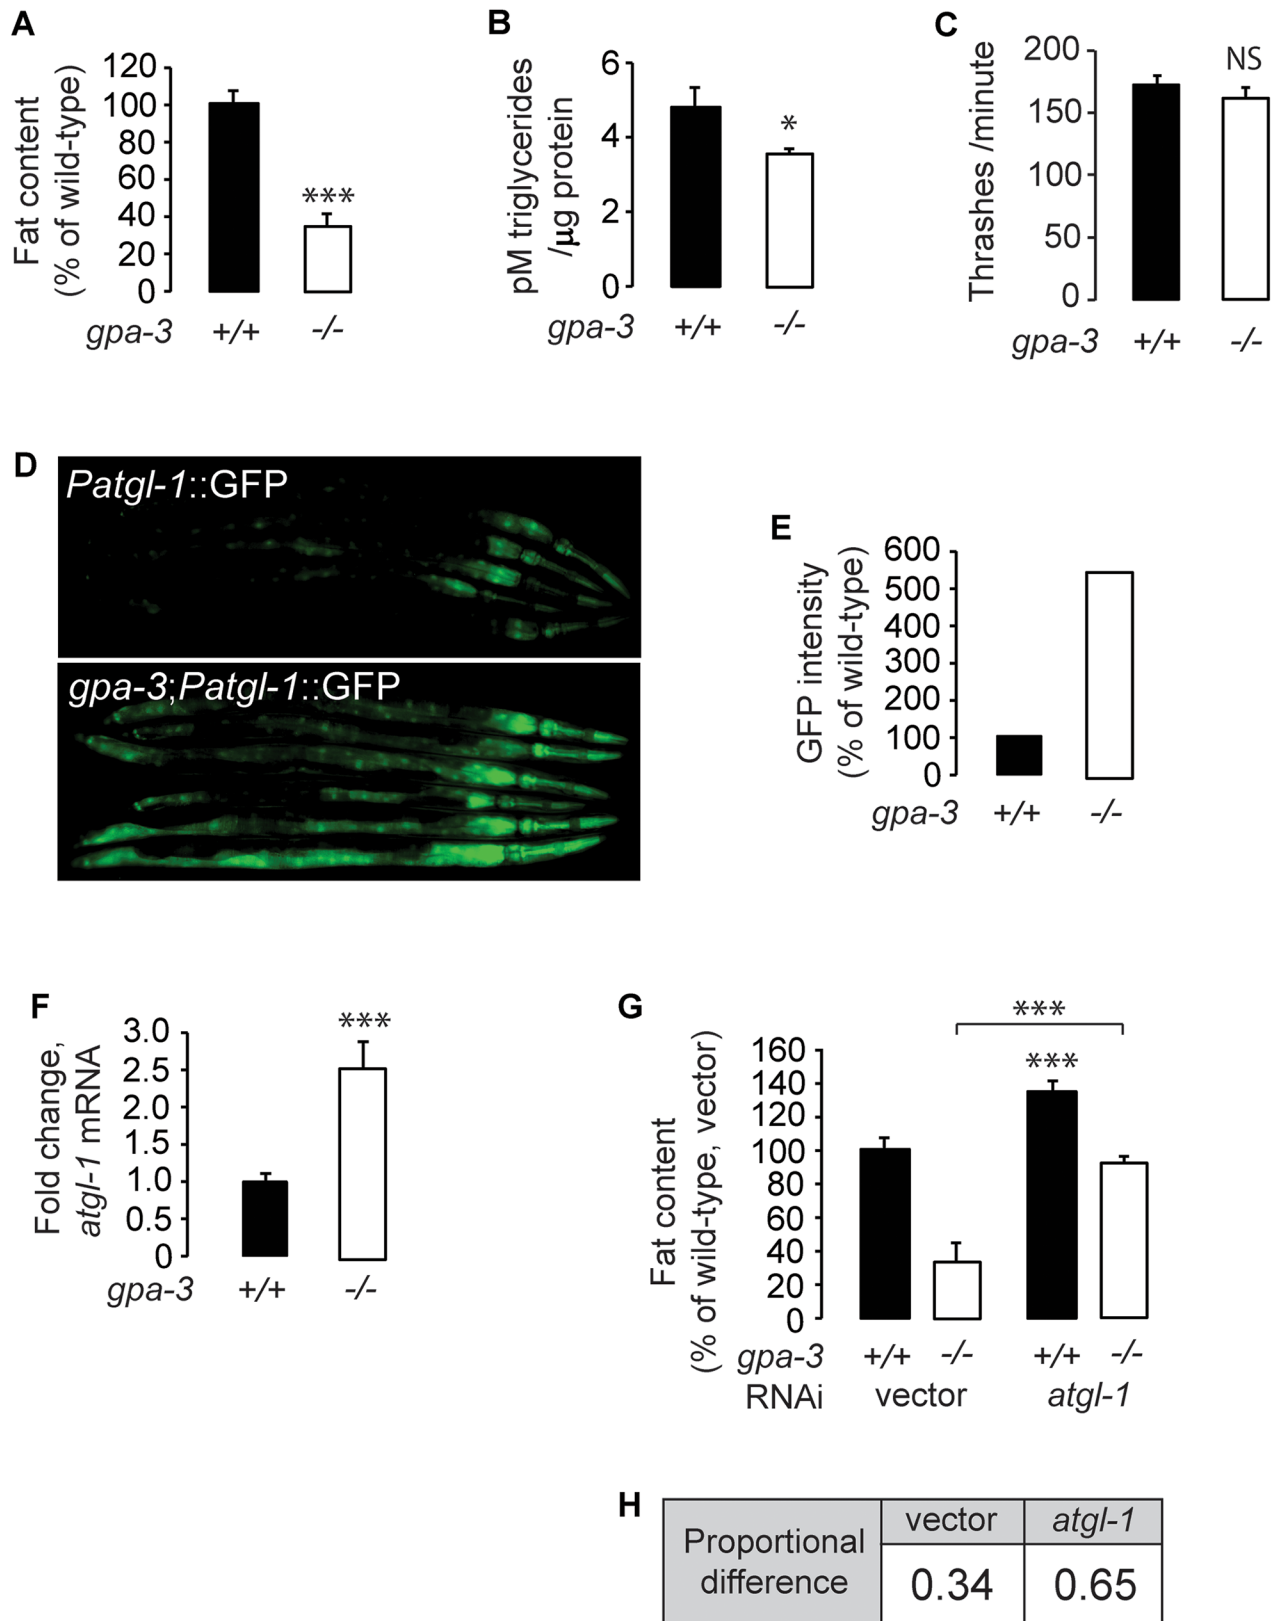 A
Fat content
(% of wild-type)
120
100
80
60
40
20
0
***
gpa-3 +/+ -/-
B
pM triglycerides
/µg protein
6
4
2
0
*
gpa-3 +/+ -/-
C
Thrashes /minute
200
150
100
50
0
NS
gpa-3 +/+ -/-
D
Patgl-1::GFP
gpa-3;Patgl-1::GFP
E
GFP intensity
(% of wild-type)
600
500
400
300
200
100
0
gpa-3 +/+ -/-
F
Fold change,
atgl-1 mRNA
3.0
2.5
2.0
1.5
1.0
0.5
0
***
gpa-3 +/+ -/-
G
Fat content
(% of wild-type, vector)
160
140
120
100
80
60
40
20
0
***
***
gpa-3 +/+ -/- +/+ -/-
RNAi vector atgl-1
H
Proportional
difference
vector atgl-1
0.34 0.65